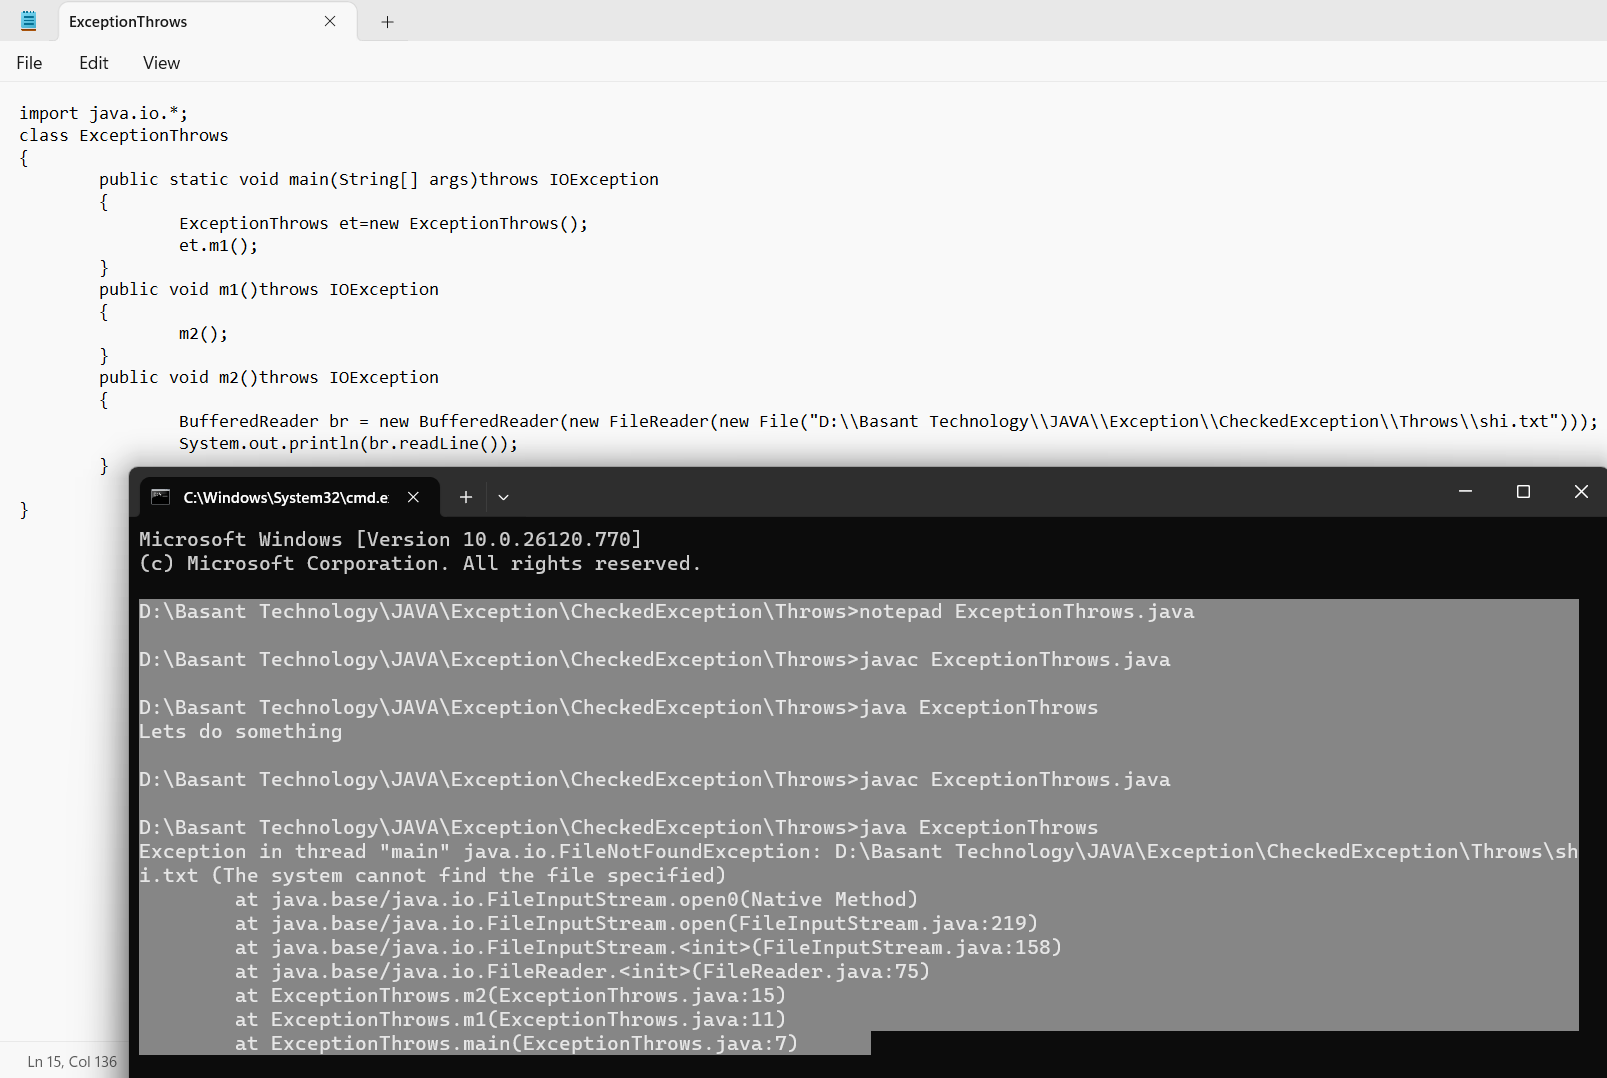 ExceptionThrows
File Edit View
import java.io.*;
class ExceptionThrows
{
public static void main(String[] args)throws IOException
{
ExceptionThrows et=new ExceptionThrows();
et.m1();
}
public void m1()throws IOException
{
m2();
}
public void m2()throws IOException
{
BufferedReader br = new BufferedReader(new FileReader(new File("D:\\Basant Technology\\JAVA\\Exception\\CheckedException\\Throws\\shi.txt")));
System.out.println(br.readLine());
}
}
C:\Windows\System32\cmd.e
Microsoft Windows [Version 10.0.26120.770]
(c) Microsoft Corporation. All rights reserved.
D:\Basant Technology\JAVA\Exception\CheckedException\Throws>notepad ExceptionThrows.java
D:\Basant Technology\JAVA\Exception\CheckedException\Throws>javac ExceptionThrows.java
D:\Basant Technology\JAVA\Exception\CheckedException\Throws>java ExceptionThrows
Lets do something
D:\Basant Technology\JAVA\Exception\CheckedException\Throws>javac ExceptionThrows.java
D:\Basant Technology\JAVA\Exception\CheckedException\Throws>java ExceptionThrows
Exception in thread "main" java.io.FileNotFoundException: D:\Basant Technology\JAVA\Exception\CheckedException\Throws\sh
i.txt (The system cannot find the file specified)
at java.base/java.io.FileInputStream.open0(Native Method)
at java.base/java.io.FileInputStream.open(FileInputStream.java:219)
at java.base/java.io.FileInputStream.<init>(FileInputStream.java:158)
at java.base/java.io.FileReader.<init>(FileReader.java:75)
at ExceptionThrows.m2(ExceptionThrows.java:15)
at ExceptionThrows.m1(ExceptionThrows.java:11)
at ExceptionThrows.main(ExceptionThrows.java:7)
Ln 15, Col 136